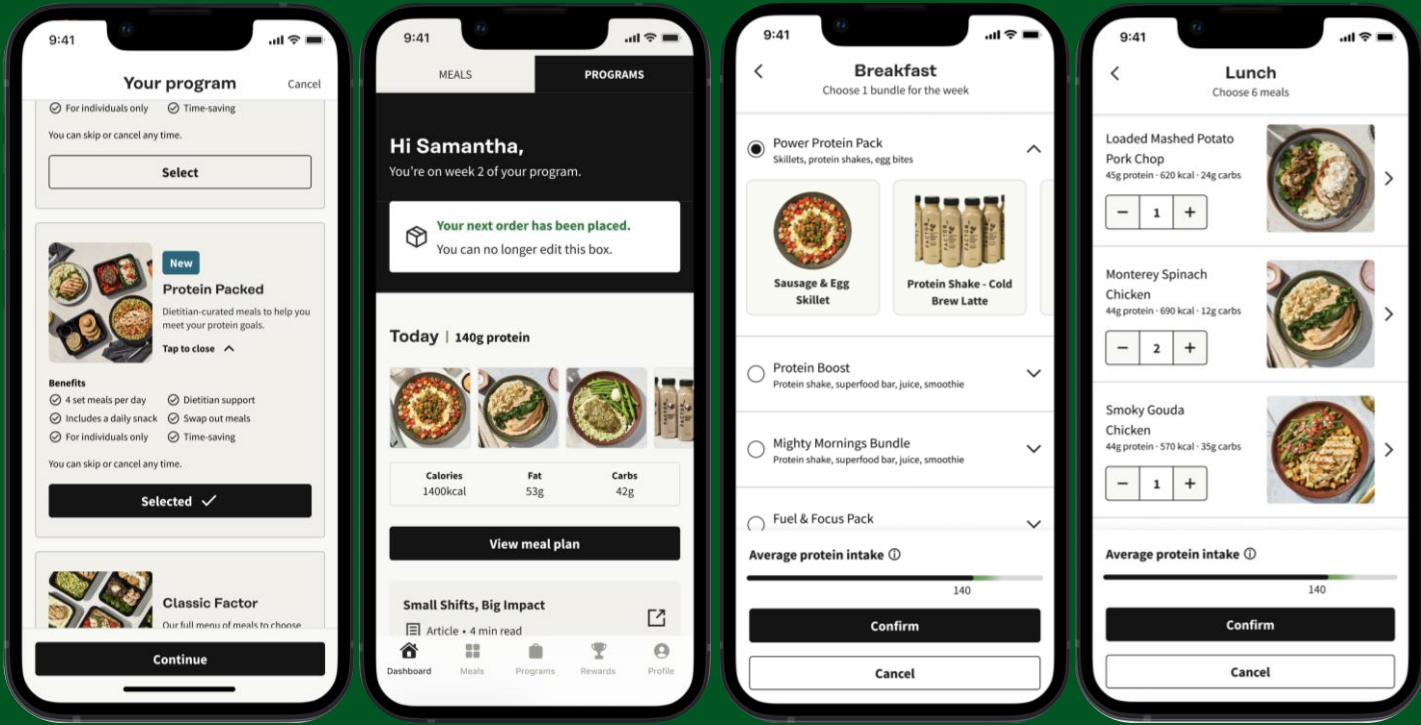 9:41
Your program
Cancel
For individuals only
Time-saving
You can skip or cancel any time.
Select
New
Protein Packed
Dietitian-curated meals to help you
meet your protein goals.
Tap to close
Benefits
4 set meals per day
Dietitian support
Includes a daily snack
Swap out meals
For individuals only
Time-saving
You can skip or cancel any time.
Selected
Classic Factor
Our full menu of meals to choose
Continue
9:41
MEALS
PROGRAMS
Hi Samantha,
You're on week 2 of your program.
Your next order has been placed.
You can no longer edit this box.
Today | 140g protein
Calories
Fat
Carbs
1400kcal
53g
42g
View meal plan
Small Shifts, Big Impact
Article • 4 min read
Dashboard
Meals
Programs
Rewards
Profile
9:41
Breakfast
Choose 1 bundle for the week
Power Protein Pack
Skillets, protein shakes, egg bites
Sausage & Egg
Skillet
Protein Shake - Cold
Brew Latte
Protein Boost
Protein shake, superfood bar, juice, smoothie
Mighty Mornings Bundle
Protein shake, superfood bar, juice, smoothie
Fuel & Focus Pack
Average protein intake
140
Confirm
Cancel
9:41
Lunch
Choose 6 meals
Loaded Mashed Potato
Pork Chop
45g protein · 620 kcal · 24g carbs
1
Monterey Spinach
Chicken
44g protein · 690 kcal · 12g carbs
2
Smoky Gouda
Chicken
44g protein · 570 kcal · 35g carbs
1
Average protein intake
140
Confirm
Cancel